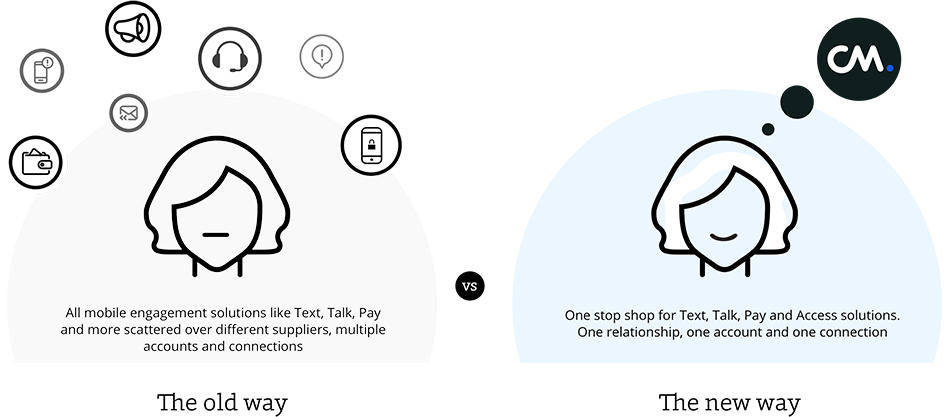 CM.
All mobile engagement solutions like Text, Talk, Pay
and more scattered over different suppliers, multiple
accounts and connections
The old way
vs
One stop shop for Text, Talk, Pay and Access solutions.
One relationship, one account and one connection
The new way